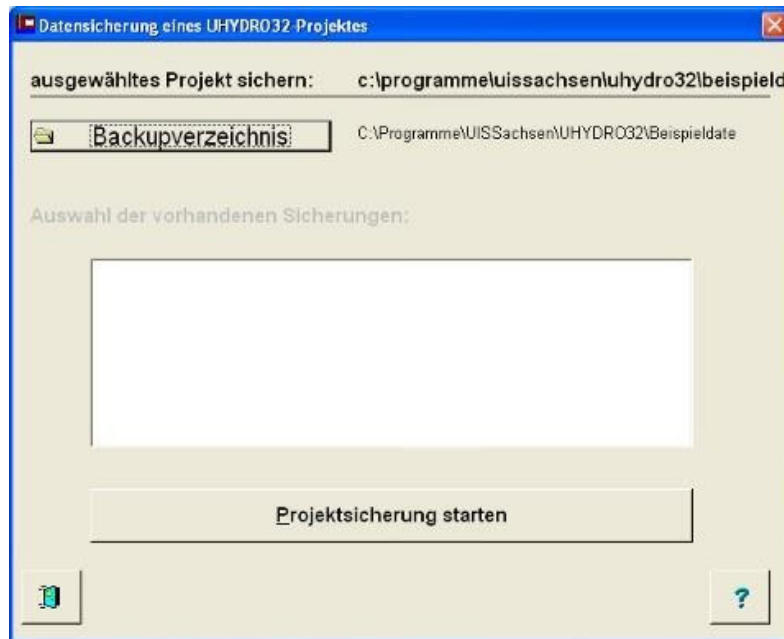 Datensicherung eines UHYDRO32-Projektes
ausgewähltes Projekt sichern: c:\programme\uissachsen\uhydro32\beispield
Backupverzeichnis C:\Programme\UISSachsen\UHYDRO32\Beispieldate
Auswahl der vorhandenen Sicherungen:
Projektsicherung starten
?